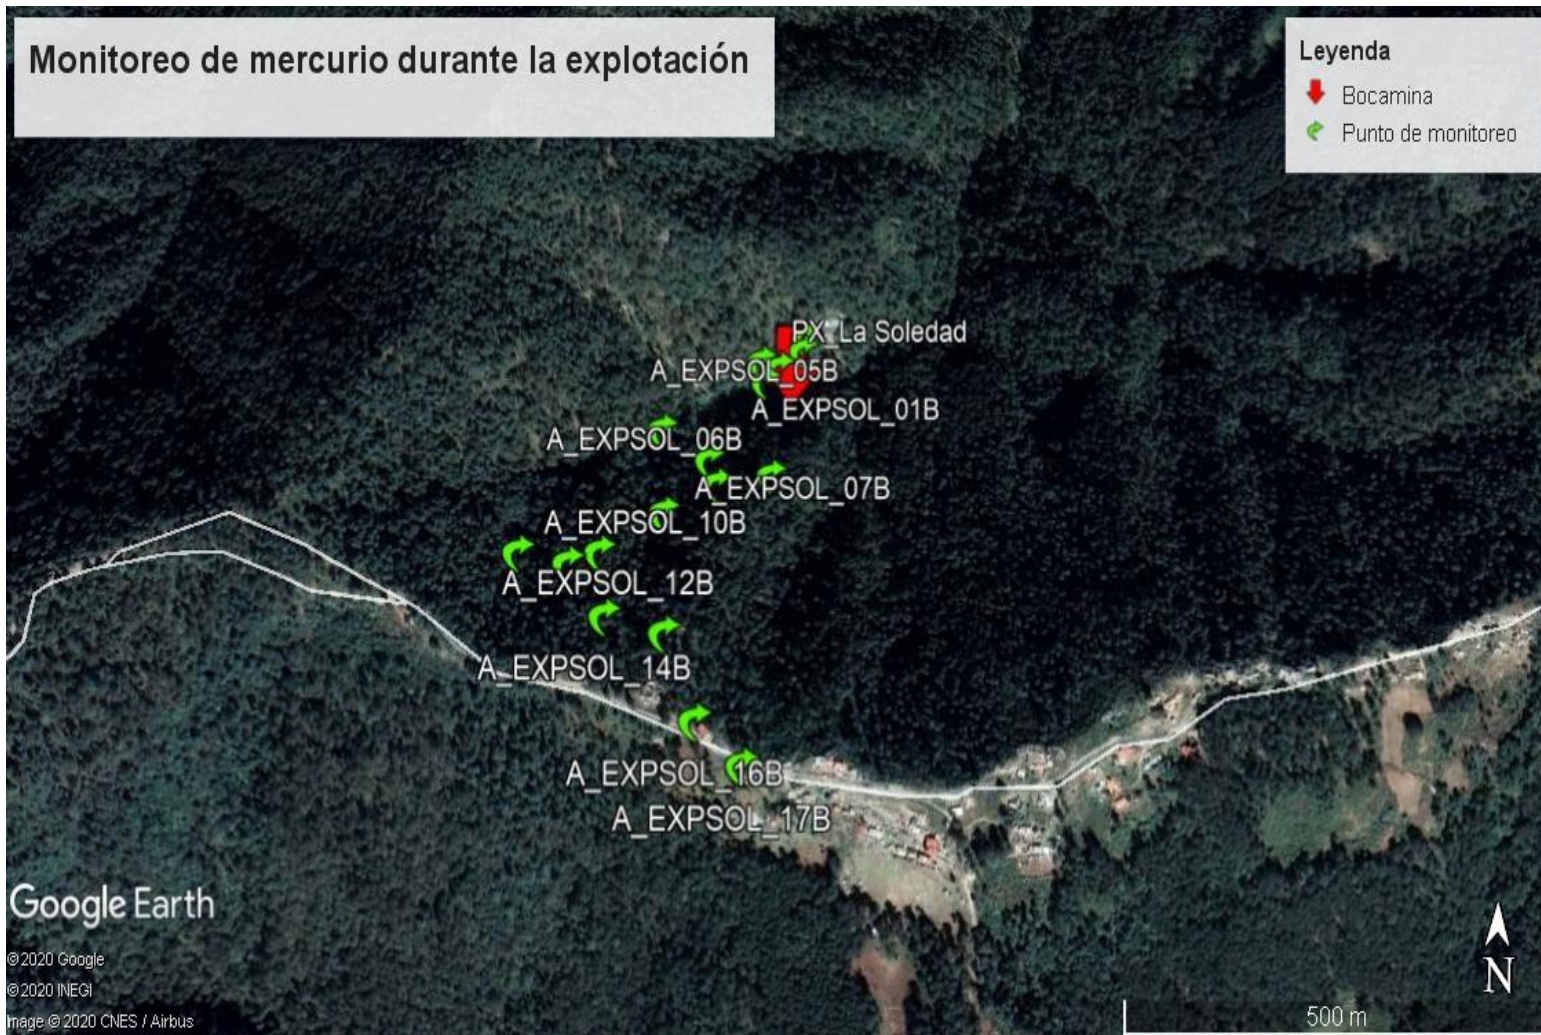 Monitoreo de mercurio durante la explotación
Leyenda
Bocamina
Punto de monitoreo
PX_La Soledad
A_EXPSOL_05B
A_EXPSOL_01B
A_EXPSOL_06B
A_EXPSOL_07B
A_EXPSOL_10B
A_EXPSOL_12B
A_EXPSOL_14B
A_EXPSOL_16B
A_EXPSOL_17B
Google Earth
© 2020 Google
© 2020 INEGI
mage © 2020 CNES / Airbus
N
500 m